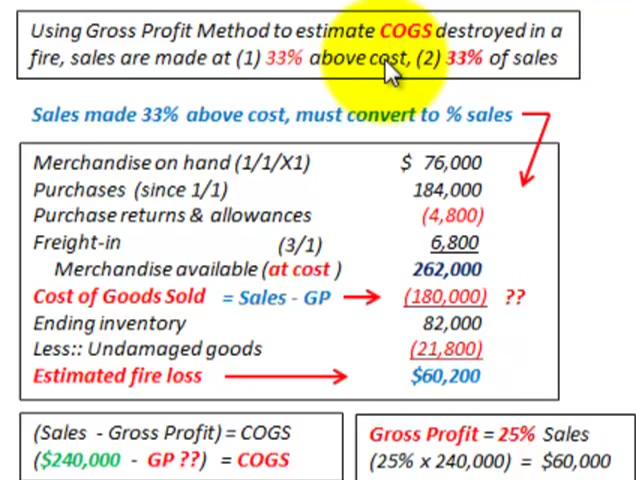 Using Gross Profit Method to estimate COGS destroyed in a
fire, sales are made at (1) 33% above cost, (2) 33% of sales
Sales made 33% above cost, must convert to % sales
Merchandise on hand (1/1/X1) $ 76,000
Purchases (since 1/1) 184,000
Purchase returns & allowances (4,800)
Freight-in (3/1) 6,800
Merchandise available (at cost ) 262,000
Cost of Goods Sold = Sales - GP (180,000) ??
Ending inventory 82,000
Less:: Undamaged goods (21,800)
Estimated fire loss $60,200
(Sales - Gross Profit) = COGS
($240,000 - GP ??) = COGS
Gross Profit = 25% Sales
(25% x 240,000) = $60,000